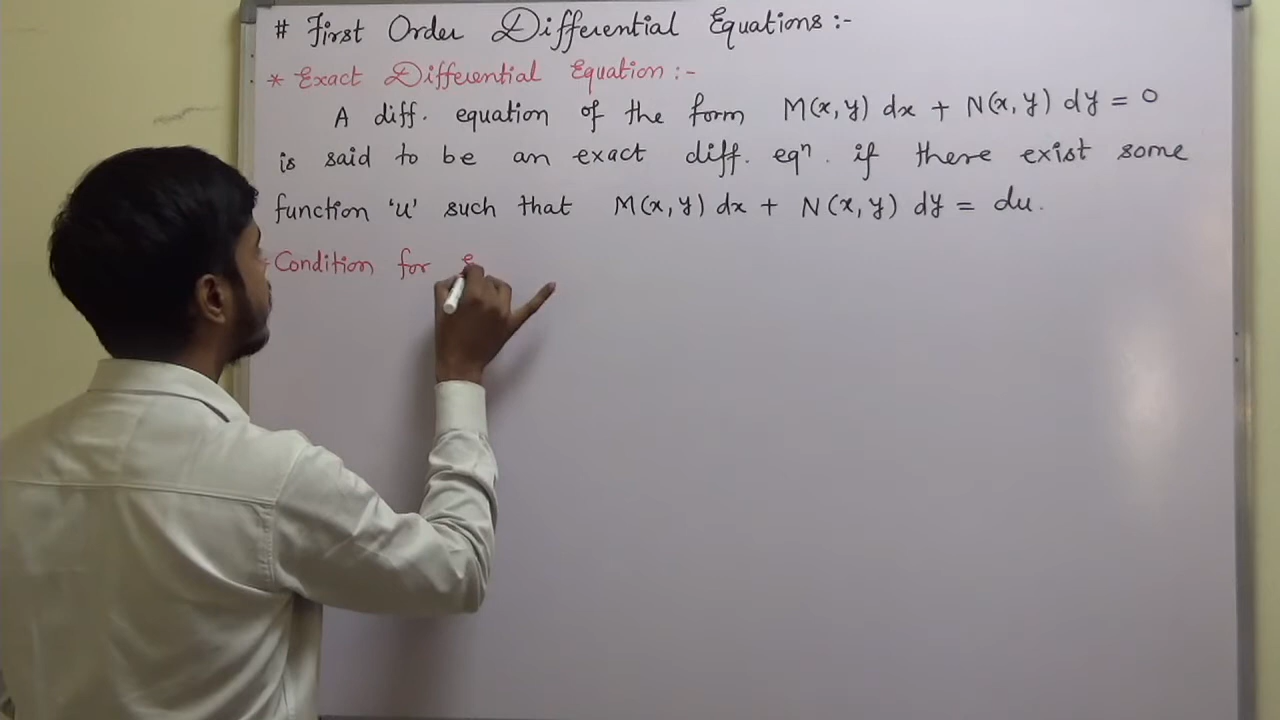 # First Order Differential Equations :-
* Exact Differential Equation :-
A diff. equation of the form M(x, y) dx + N(x, y) dy = 0
is said to be an exact diff. eqⁿ. if there exist some
function 'u' such that M(x, y) dx + N(x, y) dy = du.
Condition for e